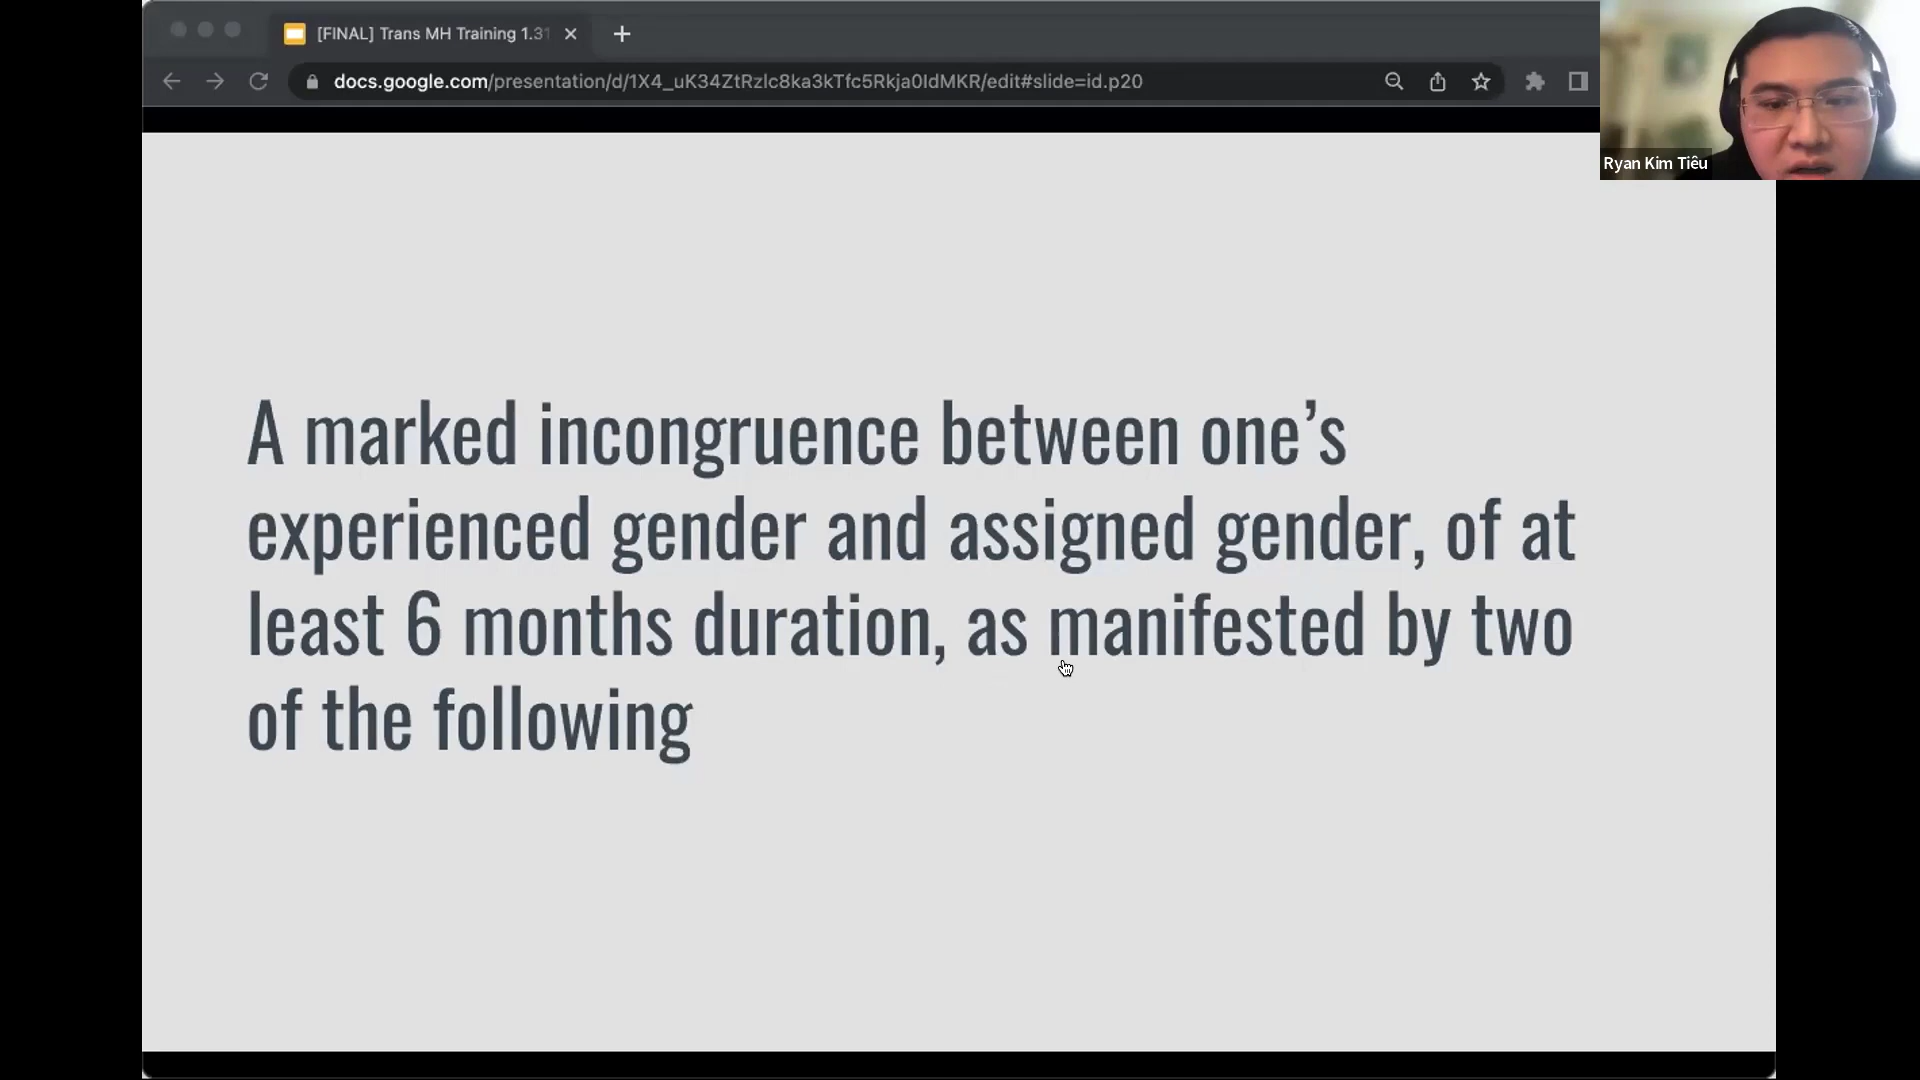 [FINAL] Trans MH Training 1.31
docs.google.com/presentation/d/1X4_uK34ZtRzlc8ka3kTfc5Rkja0IdMKR/edit#slide=id.p20
Ryan Kim Tiêu
A marked incongruence between one’s
experienced gender and assigned gender, of at
least 6 months duration, as manifested by two
of the following